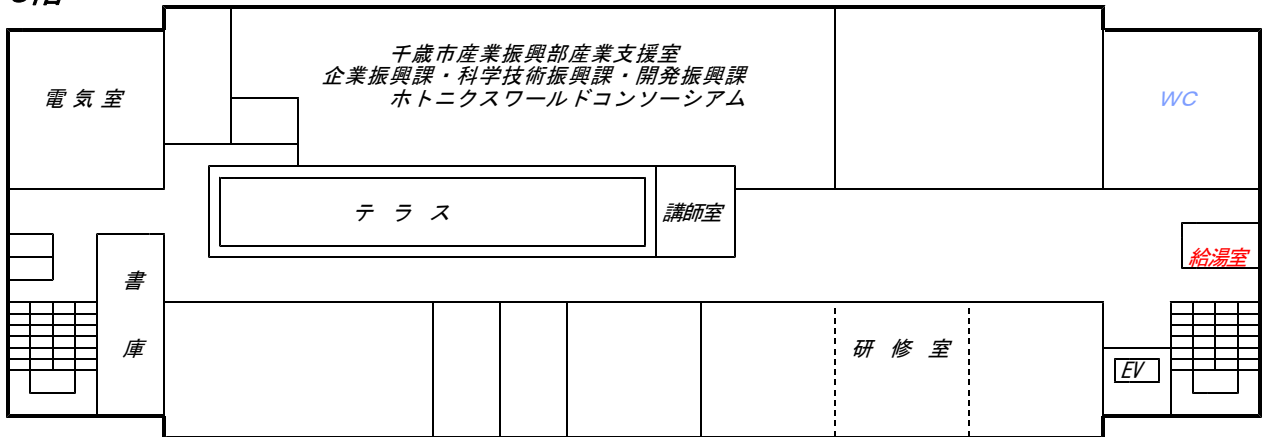 千歳市産業振興部産業支援室
企業振興課・科学技術振興課・開発振興課
ホトニクスワールドコンソーシアム
電気室
WC
テラス
講師室
給湯室
書庫
研修室
EV